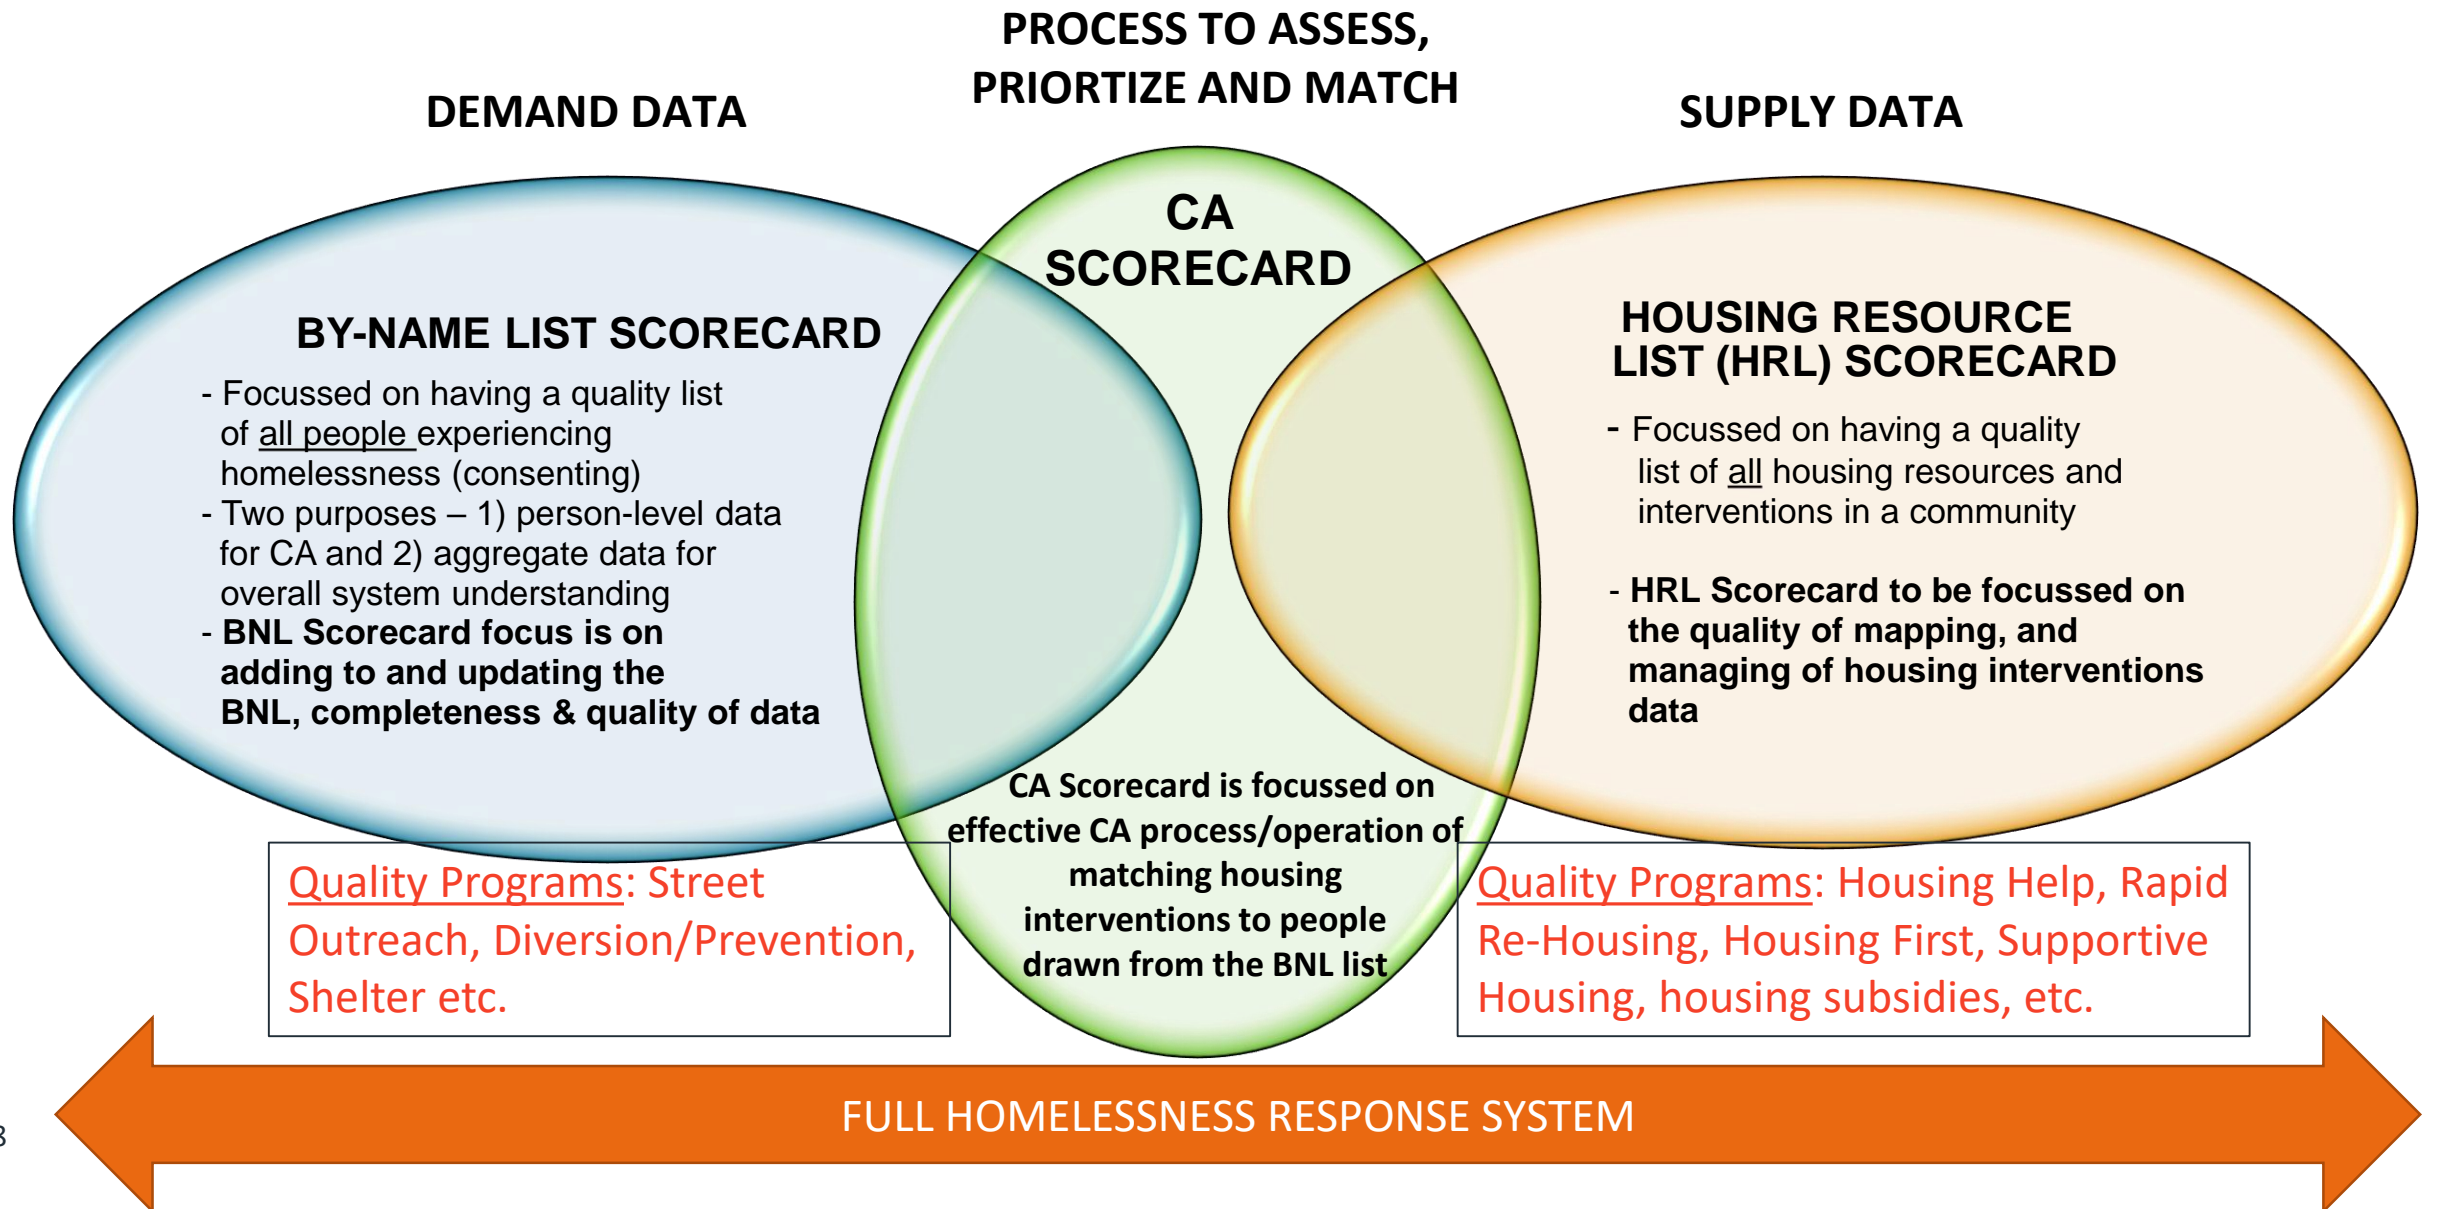 PROCESS TO ASSESS,
PRIORTIZE AND MATCH
DEMAND DATA
SUPPLY DATA
CA
SCORECARD
BY-NAME LIST SCORECARD
- Focussed on having a quality list
of all people experiencing
homelessness (consenting)
- Two purposes – 1) person-level data
for CA and 2) aggregate data for
overall system understanding
- BNL Scorecard focus is on
adding to and updating the
BNL, completeness & quality of data
HOUSING RESOURCE
LIST (HRL) SCORECARD
- Focussed on having a quality
list of all housing resources and
interventions in a community
- HRL Scorecard to be focussed on
the quality of mapping, and
managing of housing interventions
data
CA Scorecard is focussed on
effective CA process/operation of
matching housing
interventions to people
drawn from the BNL list
Quality Programs: Street
Outreach, Diversion/Prevention,
Shelter etc.
Quality Programs: Housing Help, Rapid
Re-Housing, Housing First, Supportive
Housing, housing subsidies, etc.
FULL HOMELESSNESS RESPONSE SYSTEM